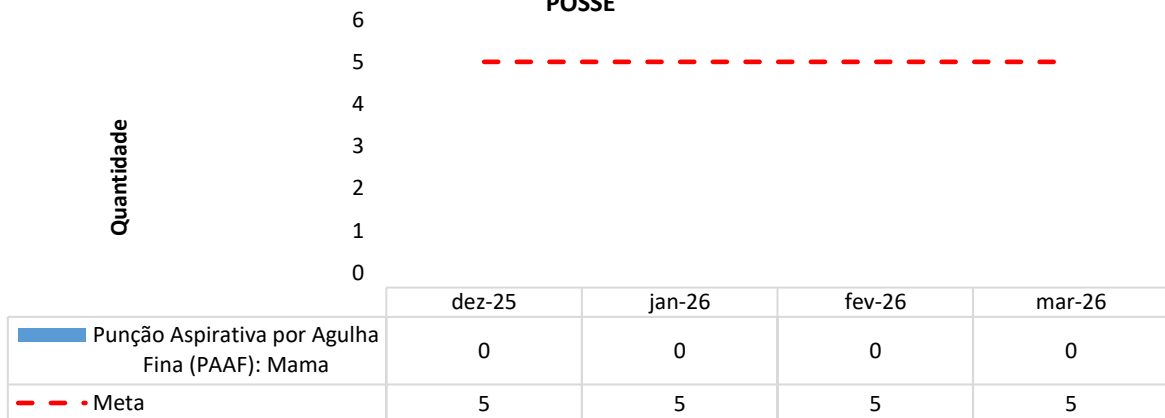 POSSE
6
5
4
3
2
1
0
Quantidade
dez-25 jan-26 fev-26 mar-26
Punção Aspirativa por Agulha
Fina (PAAF): Mama 0 0 0 0
Meta 5 5 5 5